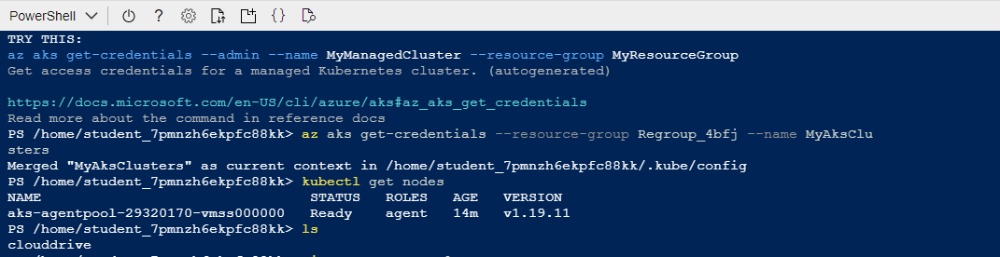 PowerShell
TRY THIS:
az aks get-credentials --admin --name MyManagedCluster --resource-group MyResourceGroup
Get access credentials for a managed Kubernetes cluster. (autogenerated)
https://docs.microsoft.com/en-US/cli/azure/aks#az_aks_get_credentials
Read more about the command in reference docs
PS /home/student_7pmnzh6ekpfc88kk> az aks get-credentials --resource-group Regroup_4bfj --name MyAksClu
sters
Merged "MyAksClusters" as current context in /home/student_7pmnzh6ekpfc88kk/.kube/config
PS /home/student_7pmnzh6ekpfc88kk> kubectl get nodes
NAME STATUS ROLES AGE VERSION
aks-agentpool-29320170-vmss000000 Ready agent 14m v1.19.11
PS /home/student_7pmnzh6ekpfc88kk> ls
clouddrive